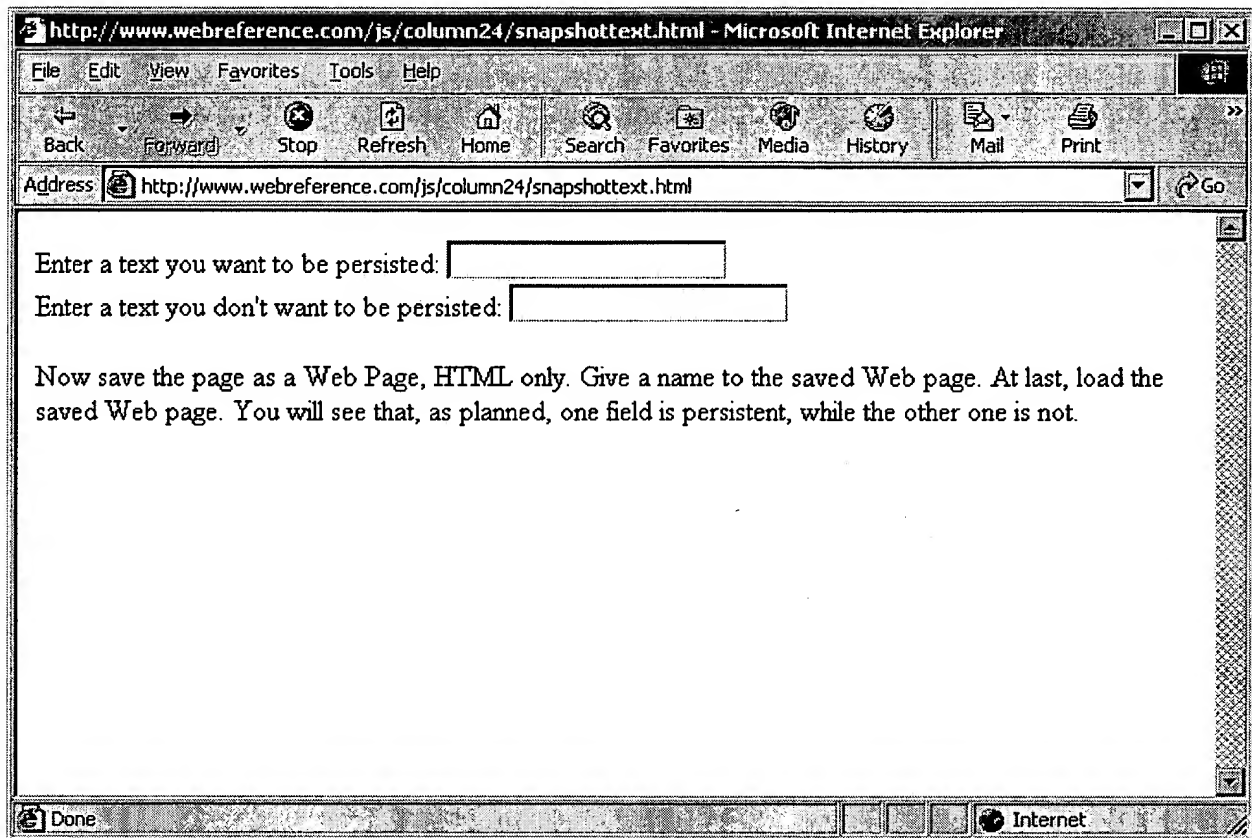 http://www.webreference.com/js/column24/snapshottext.html - Microsoft Internet Explorer
File Edit View Favorites Tools Help
Back Forward Stop Refresh Home Search Favorites Media History Mail Print »
Address http://www.webreference.com/js/column24/snapshottext.html Go
Enter a text you want to be persisted:
Enter a text you don't want to be persisted:
Now save the page as a Web Page, HTML only. Give a name to the saved Web page. At last, load the
saved Web page. You will see that, as planned, one field is persistent, while the other one is not.
Done Internet